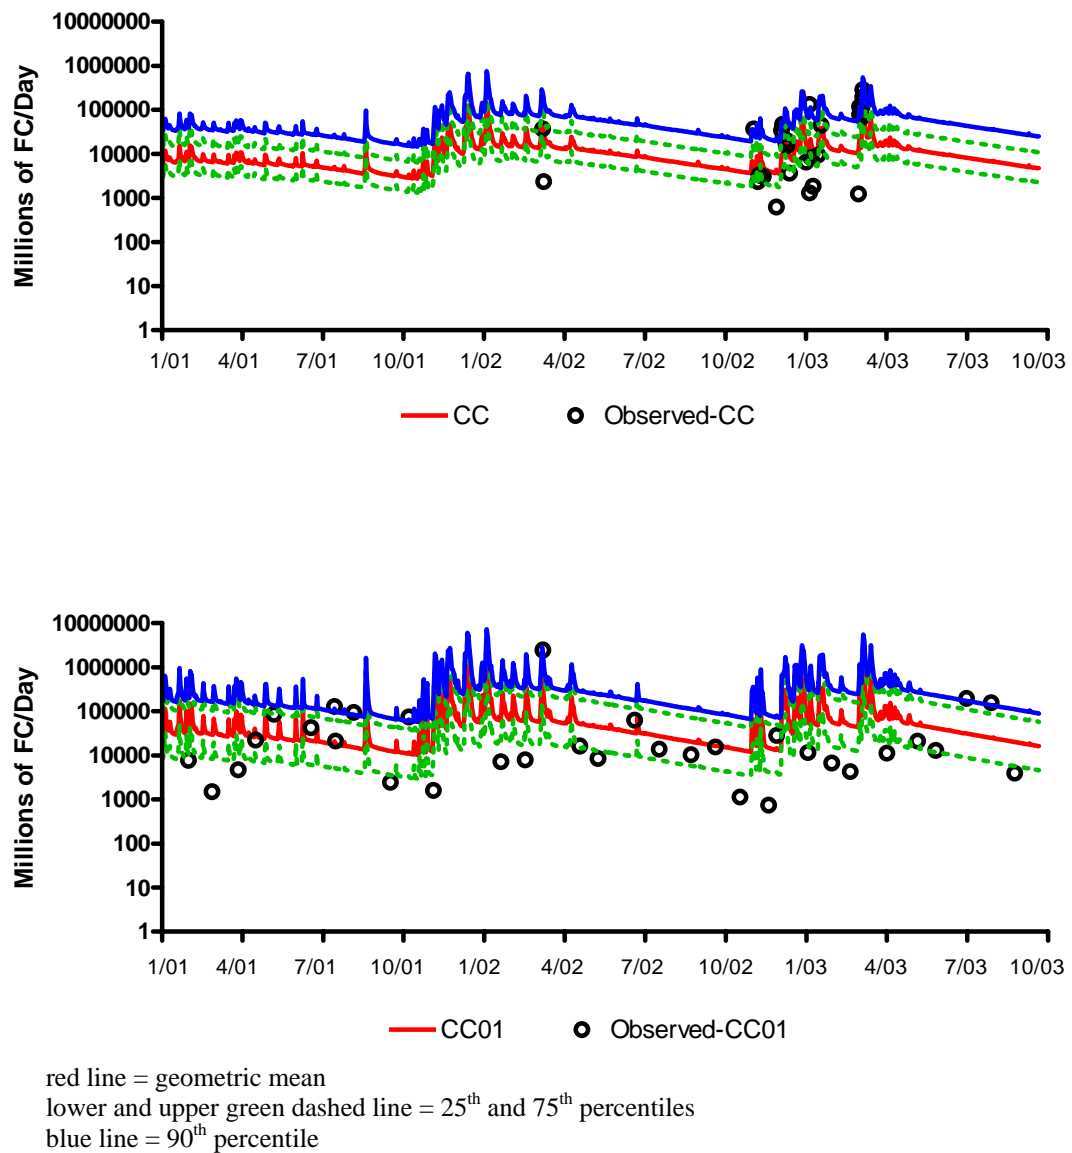 10000000
1000000
100000
10000
1000
100
10
1
Millions of FC/Day
1/01 4/01 7/01 10/01 1/02 4/02 7/02 10/02 1/03 4/03 7/03 10/03
CC Observed-CC
10000000
1000000
100000
10000
1000
100
10
1
Millions of FC/Day
1/01 4/01 7/01 10/01 1/02 4/02 7/02 10/02 1/03 4/03 7/03 10/03
CC01 Observed-CC01
red line = geometric mean
lower and upper green dashed line = 25th and 75th percentiles
blue line = 90th percentile